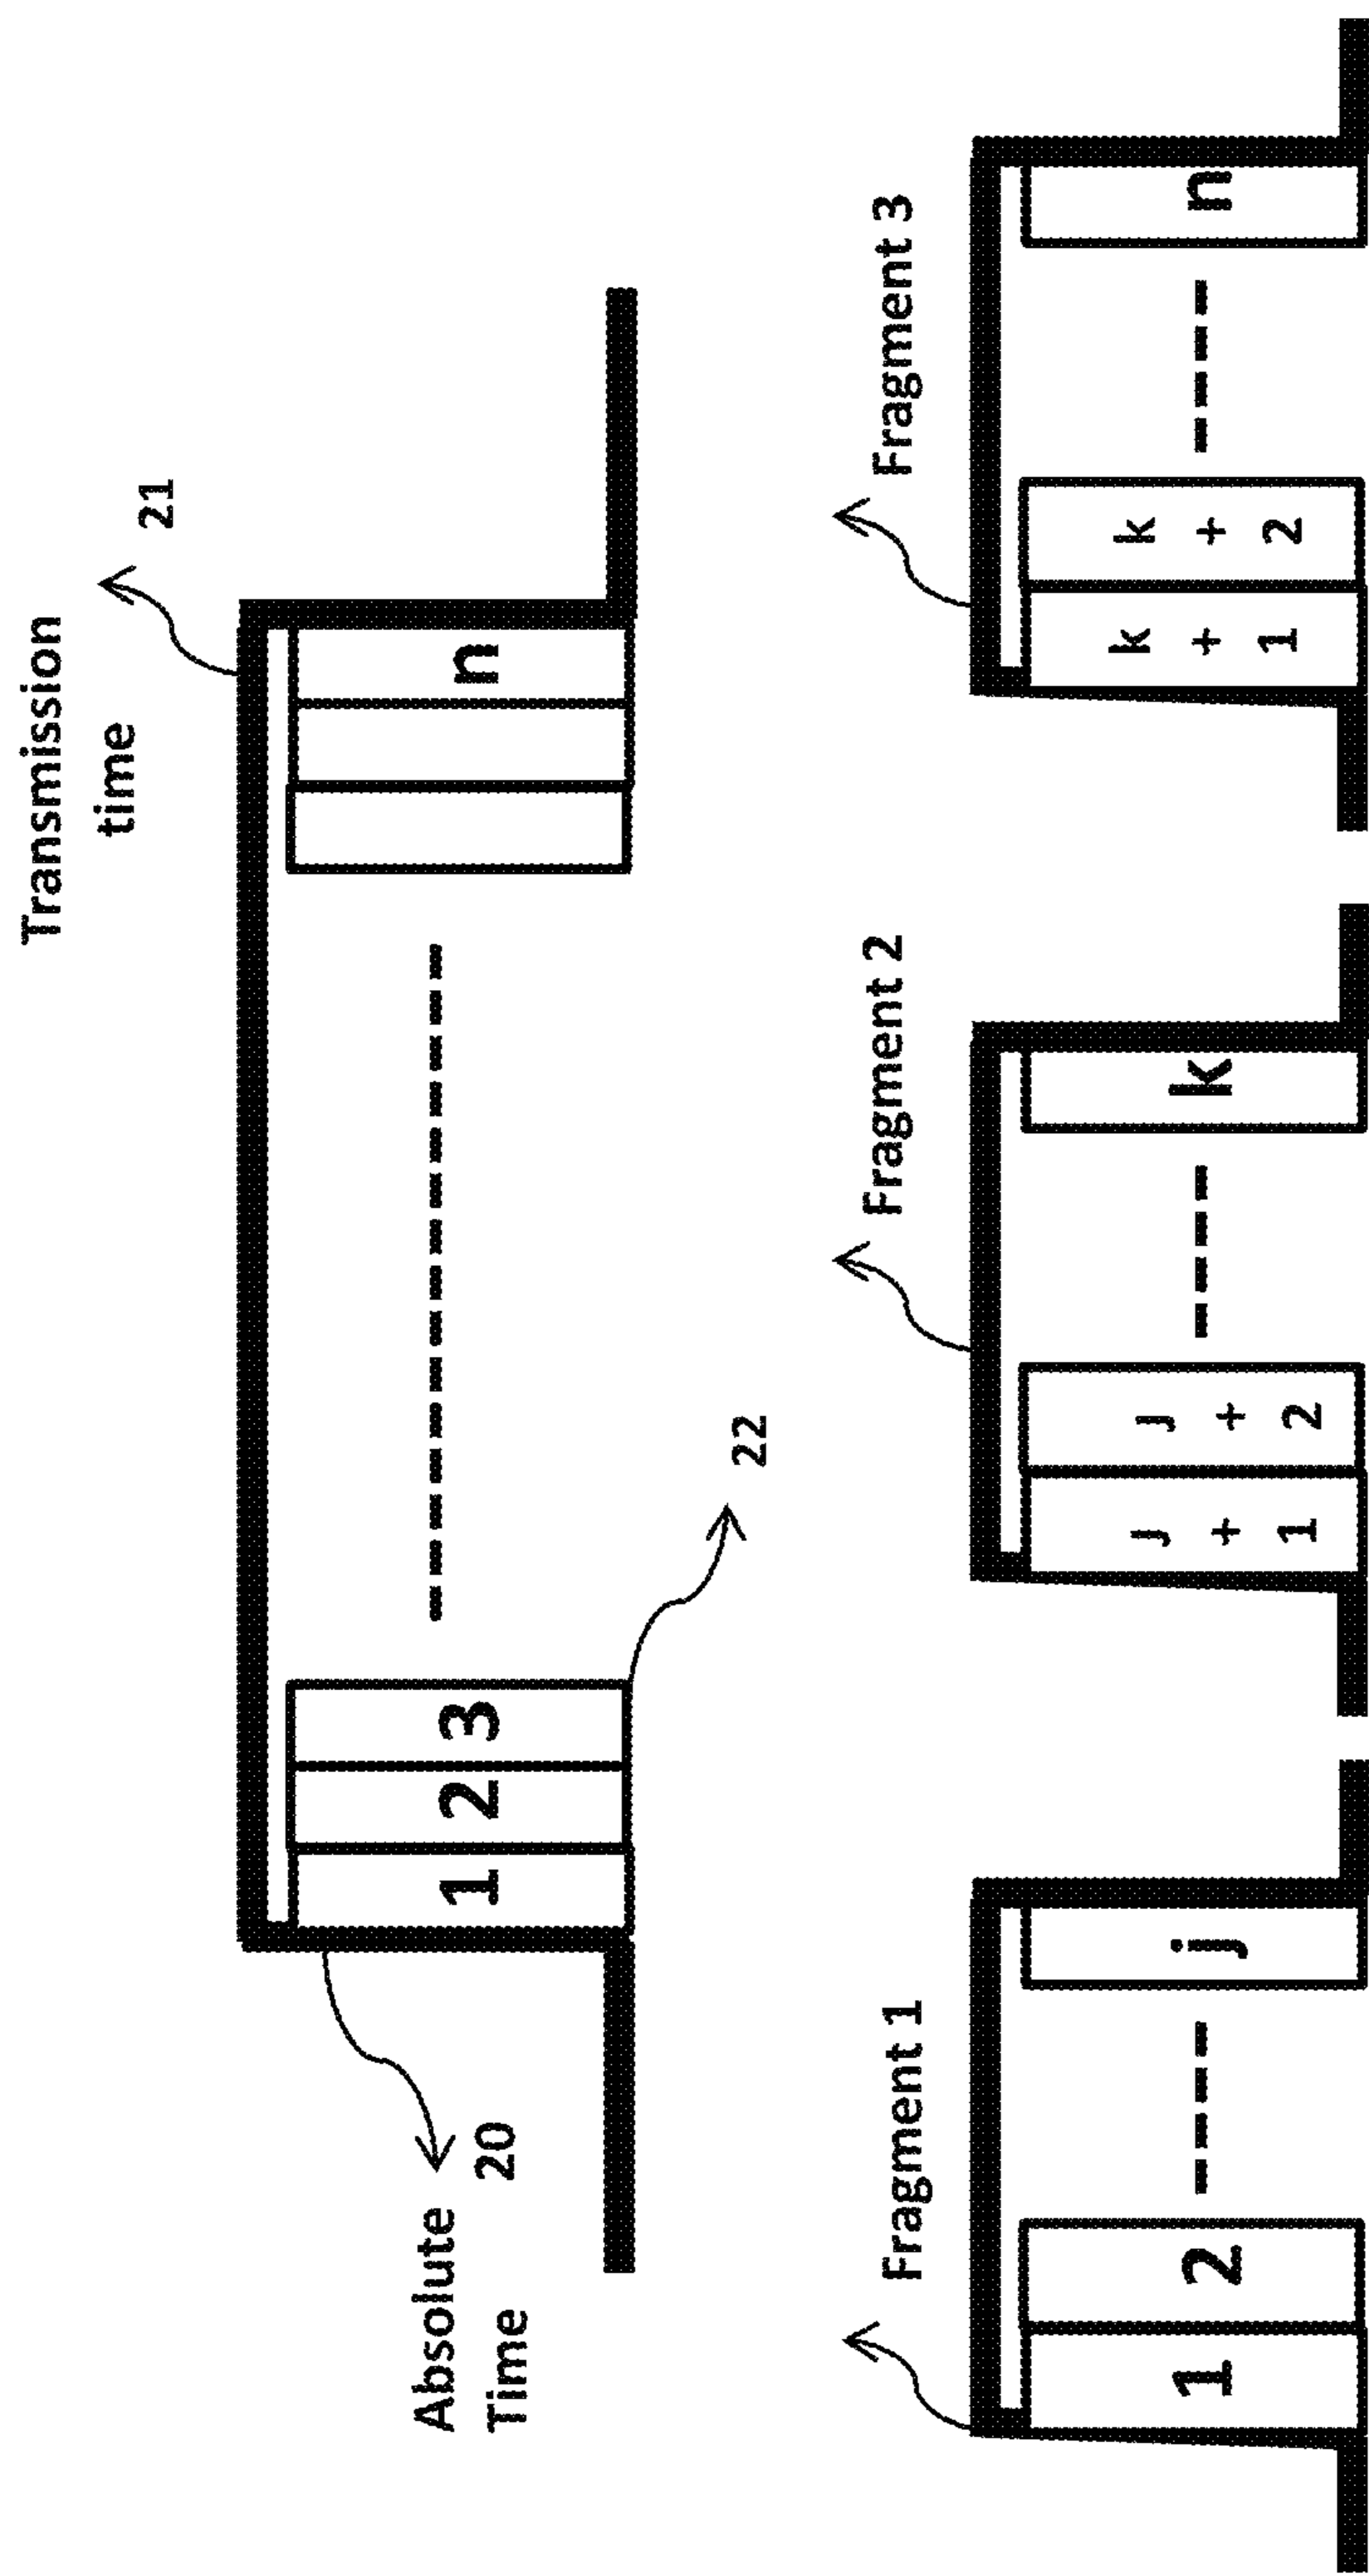 Transmission
time
21
Absolute
Time
20
1 2 3 n
22
Fragment 1
1 2 j
Fragment 2
j + 1 j + 2 k
Fragment 3
k + 1 k + 2 n